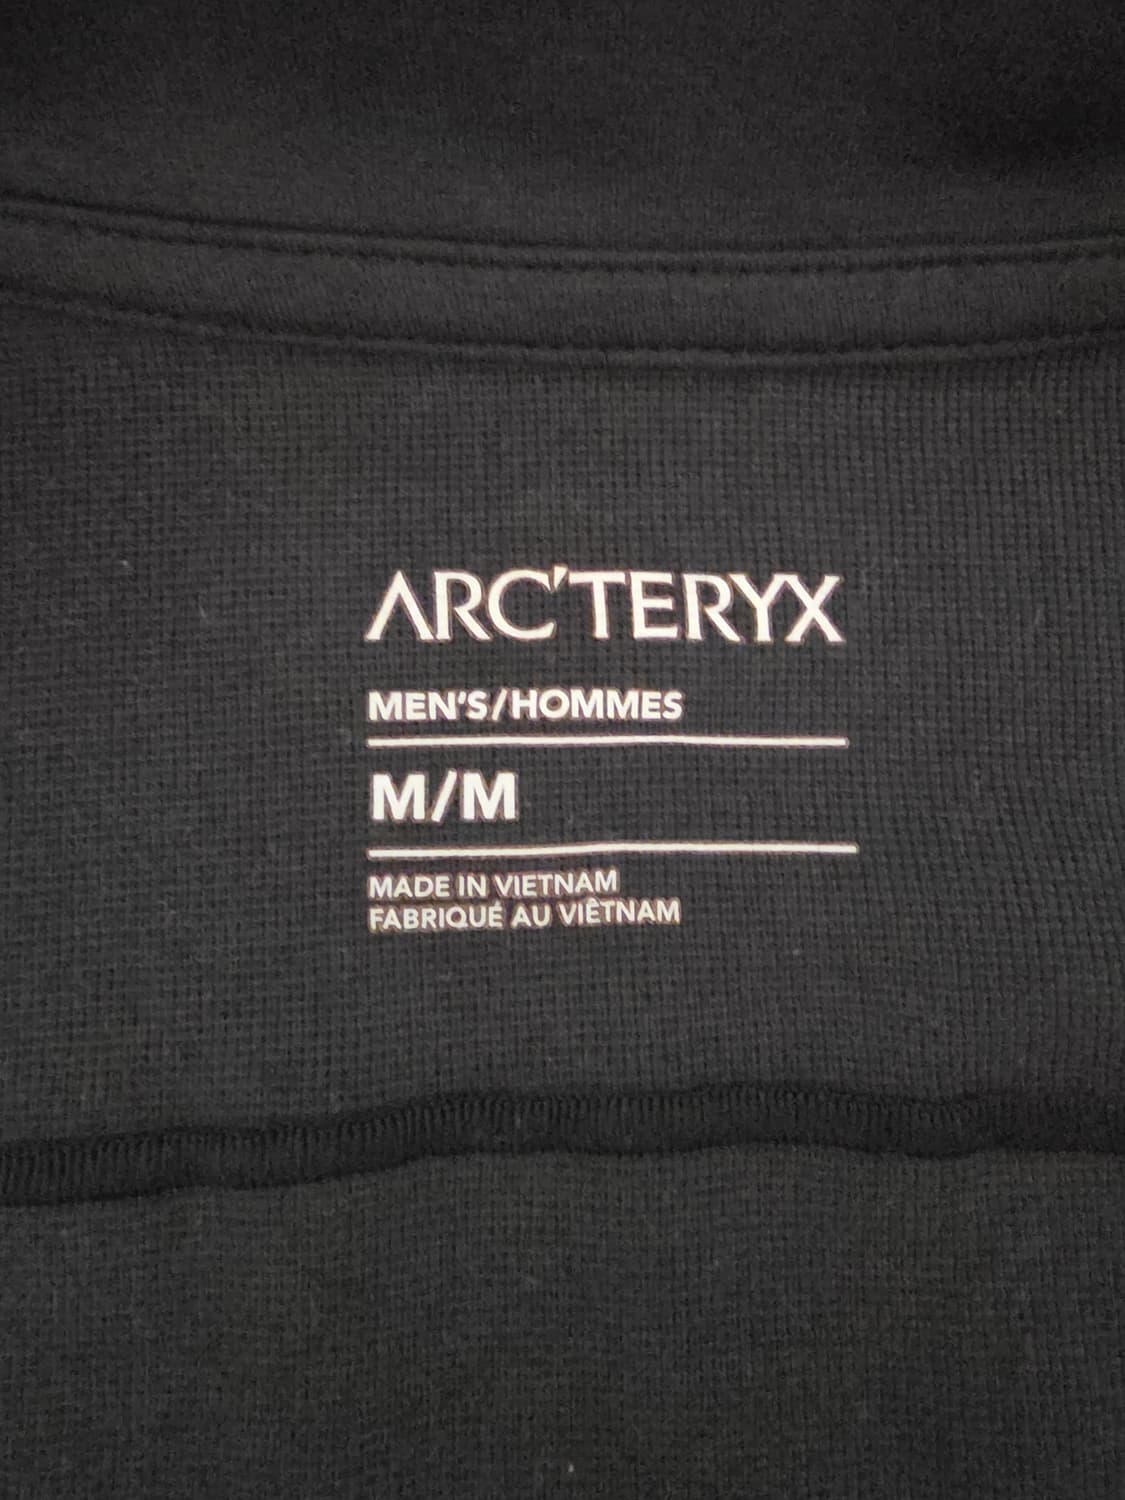 ARC'TERYX
MEN'S/HOMMES
M/M
MADE IN VIETNAM
FABRIQUÉ AU VIÊTNAM